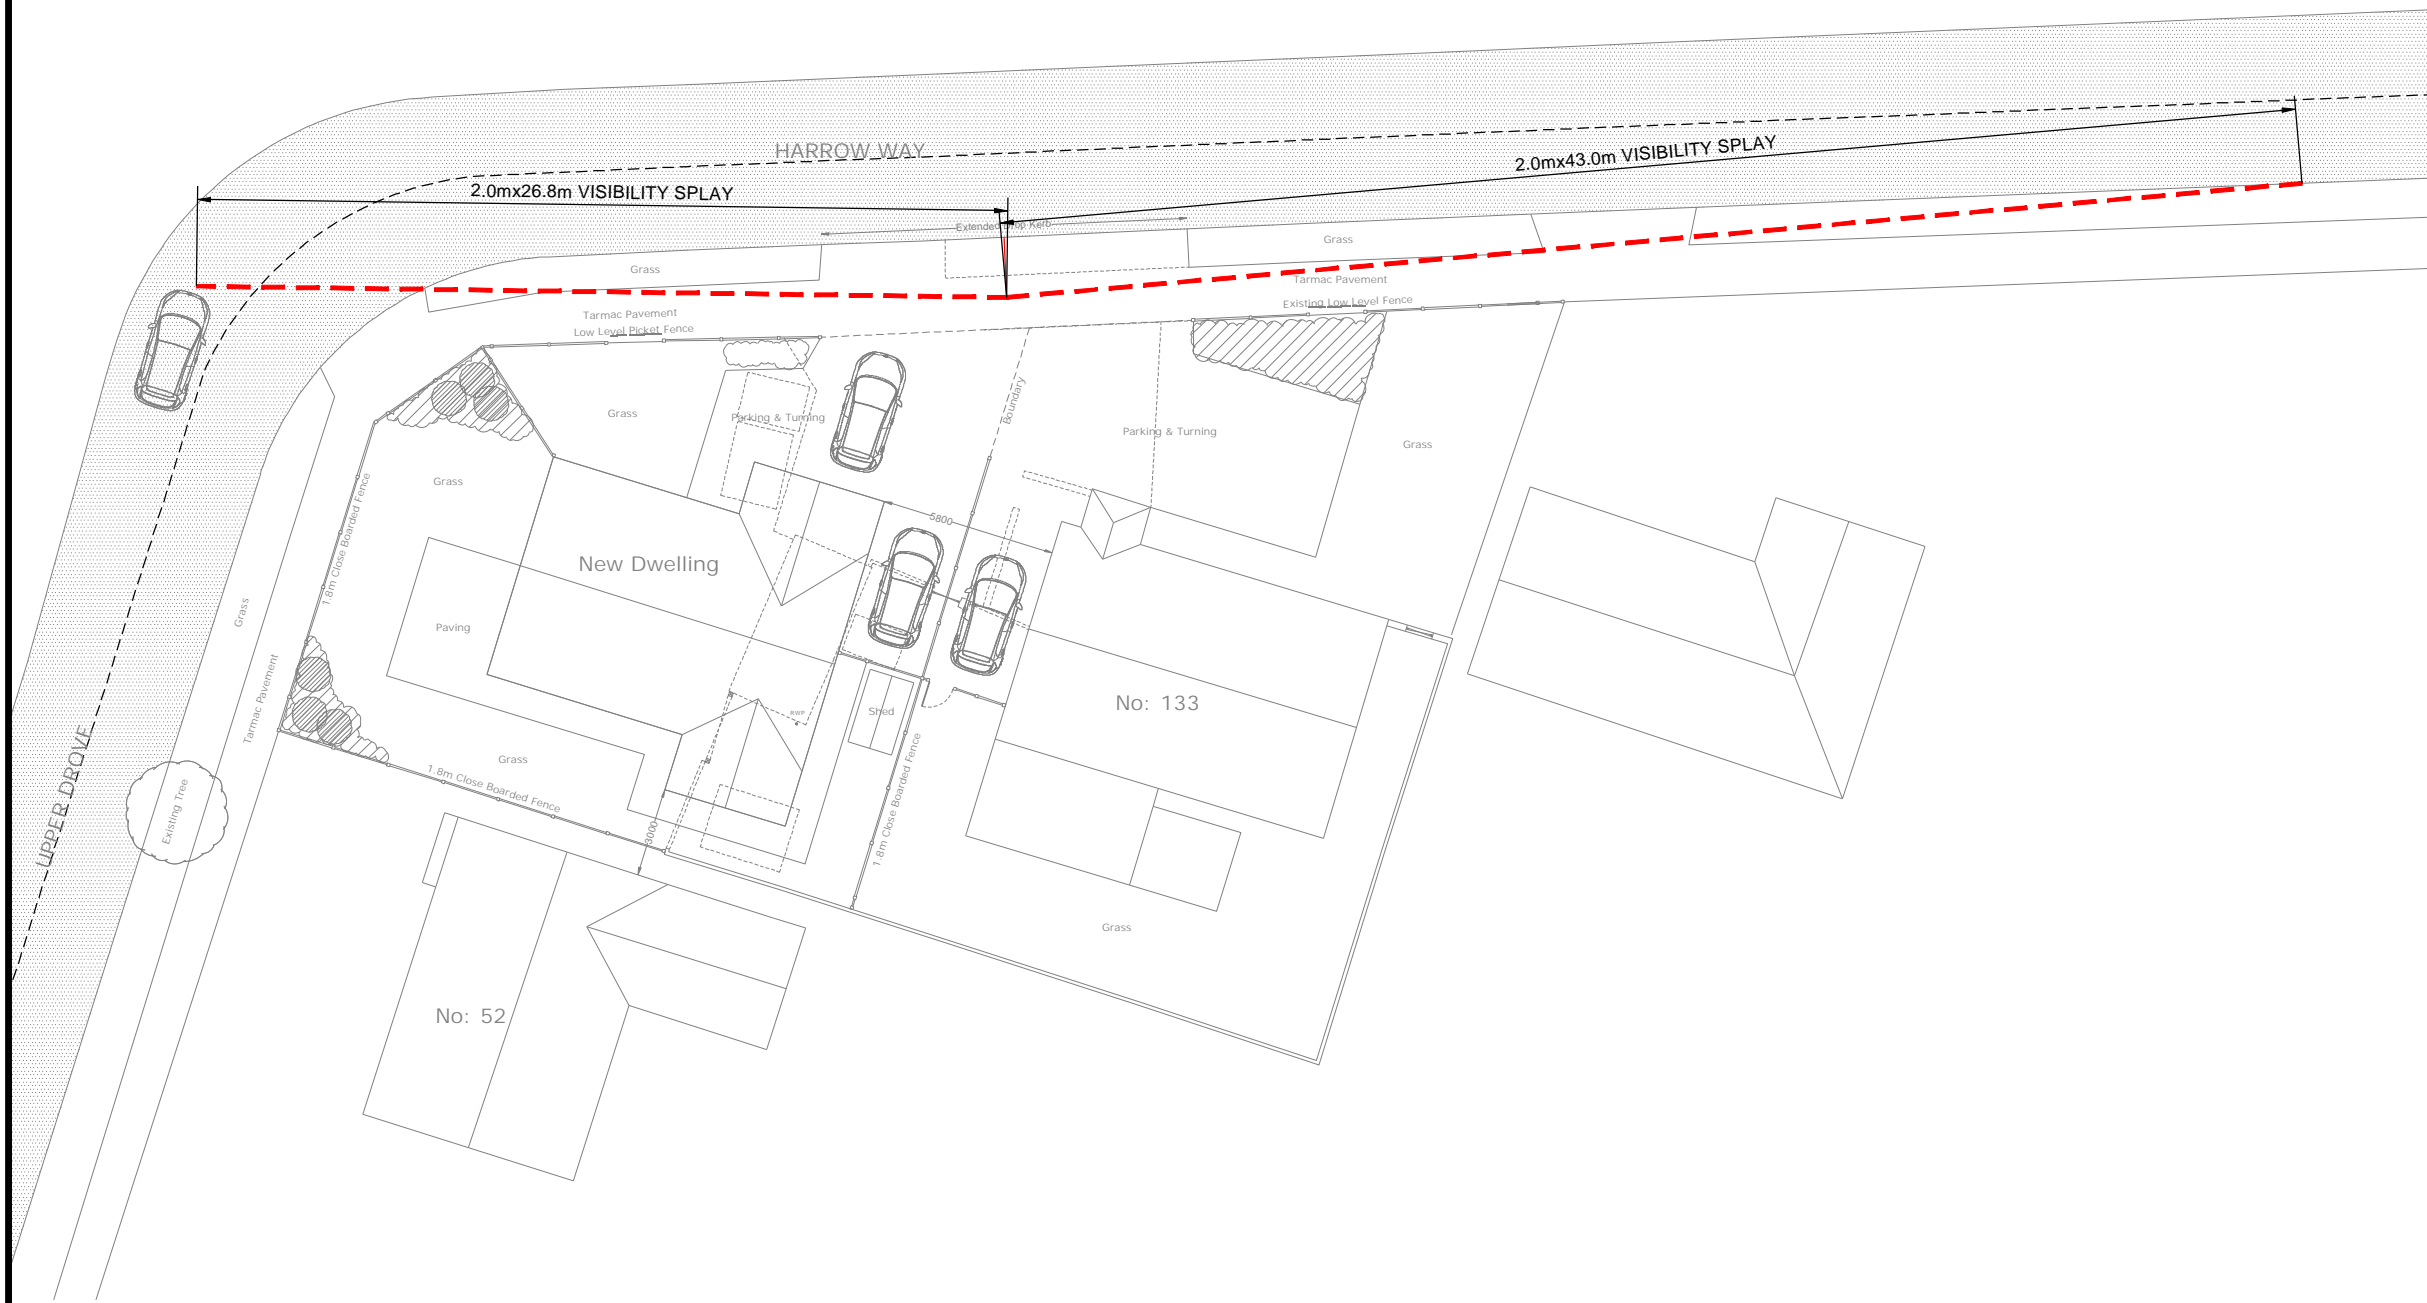 HARROW WAY
2.0mx43.0m VISIBILITY SPLAY
2.0mx26.8m VISIBILITY SPLAY
Extended Drop Kerb
Grass
Grass
Tarmac Pavement
Existing Low Level Fence
Tarmac Pavement
Low Level Picket Fence
Boundary
Grass
Parking & Turning
Parking & Turning
Grass
Grass
1.8m Close Boarded Fence
5800
New Dwelling
Grass
Paving
Tarmac Pavement
No: 133
Shed
RWP
UPPER DROVE
Existing Tree
Grass
1.8m Close Boarded Fence
1.8m Close Boarded Fence
3000
Grass
No: 52